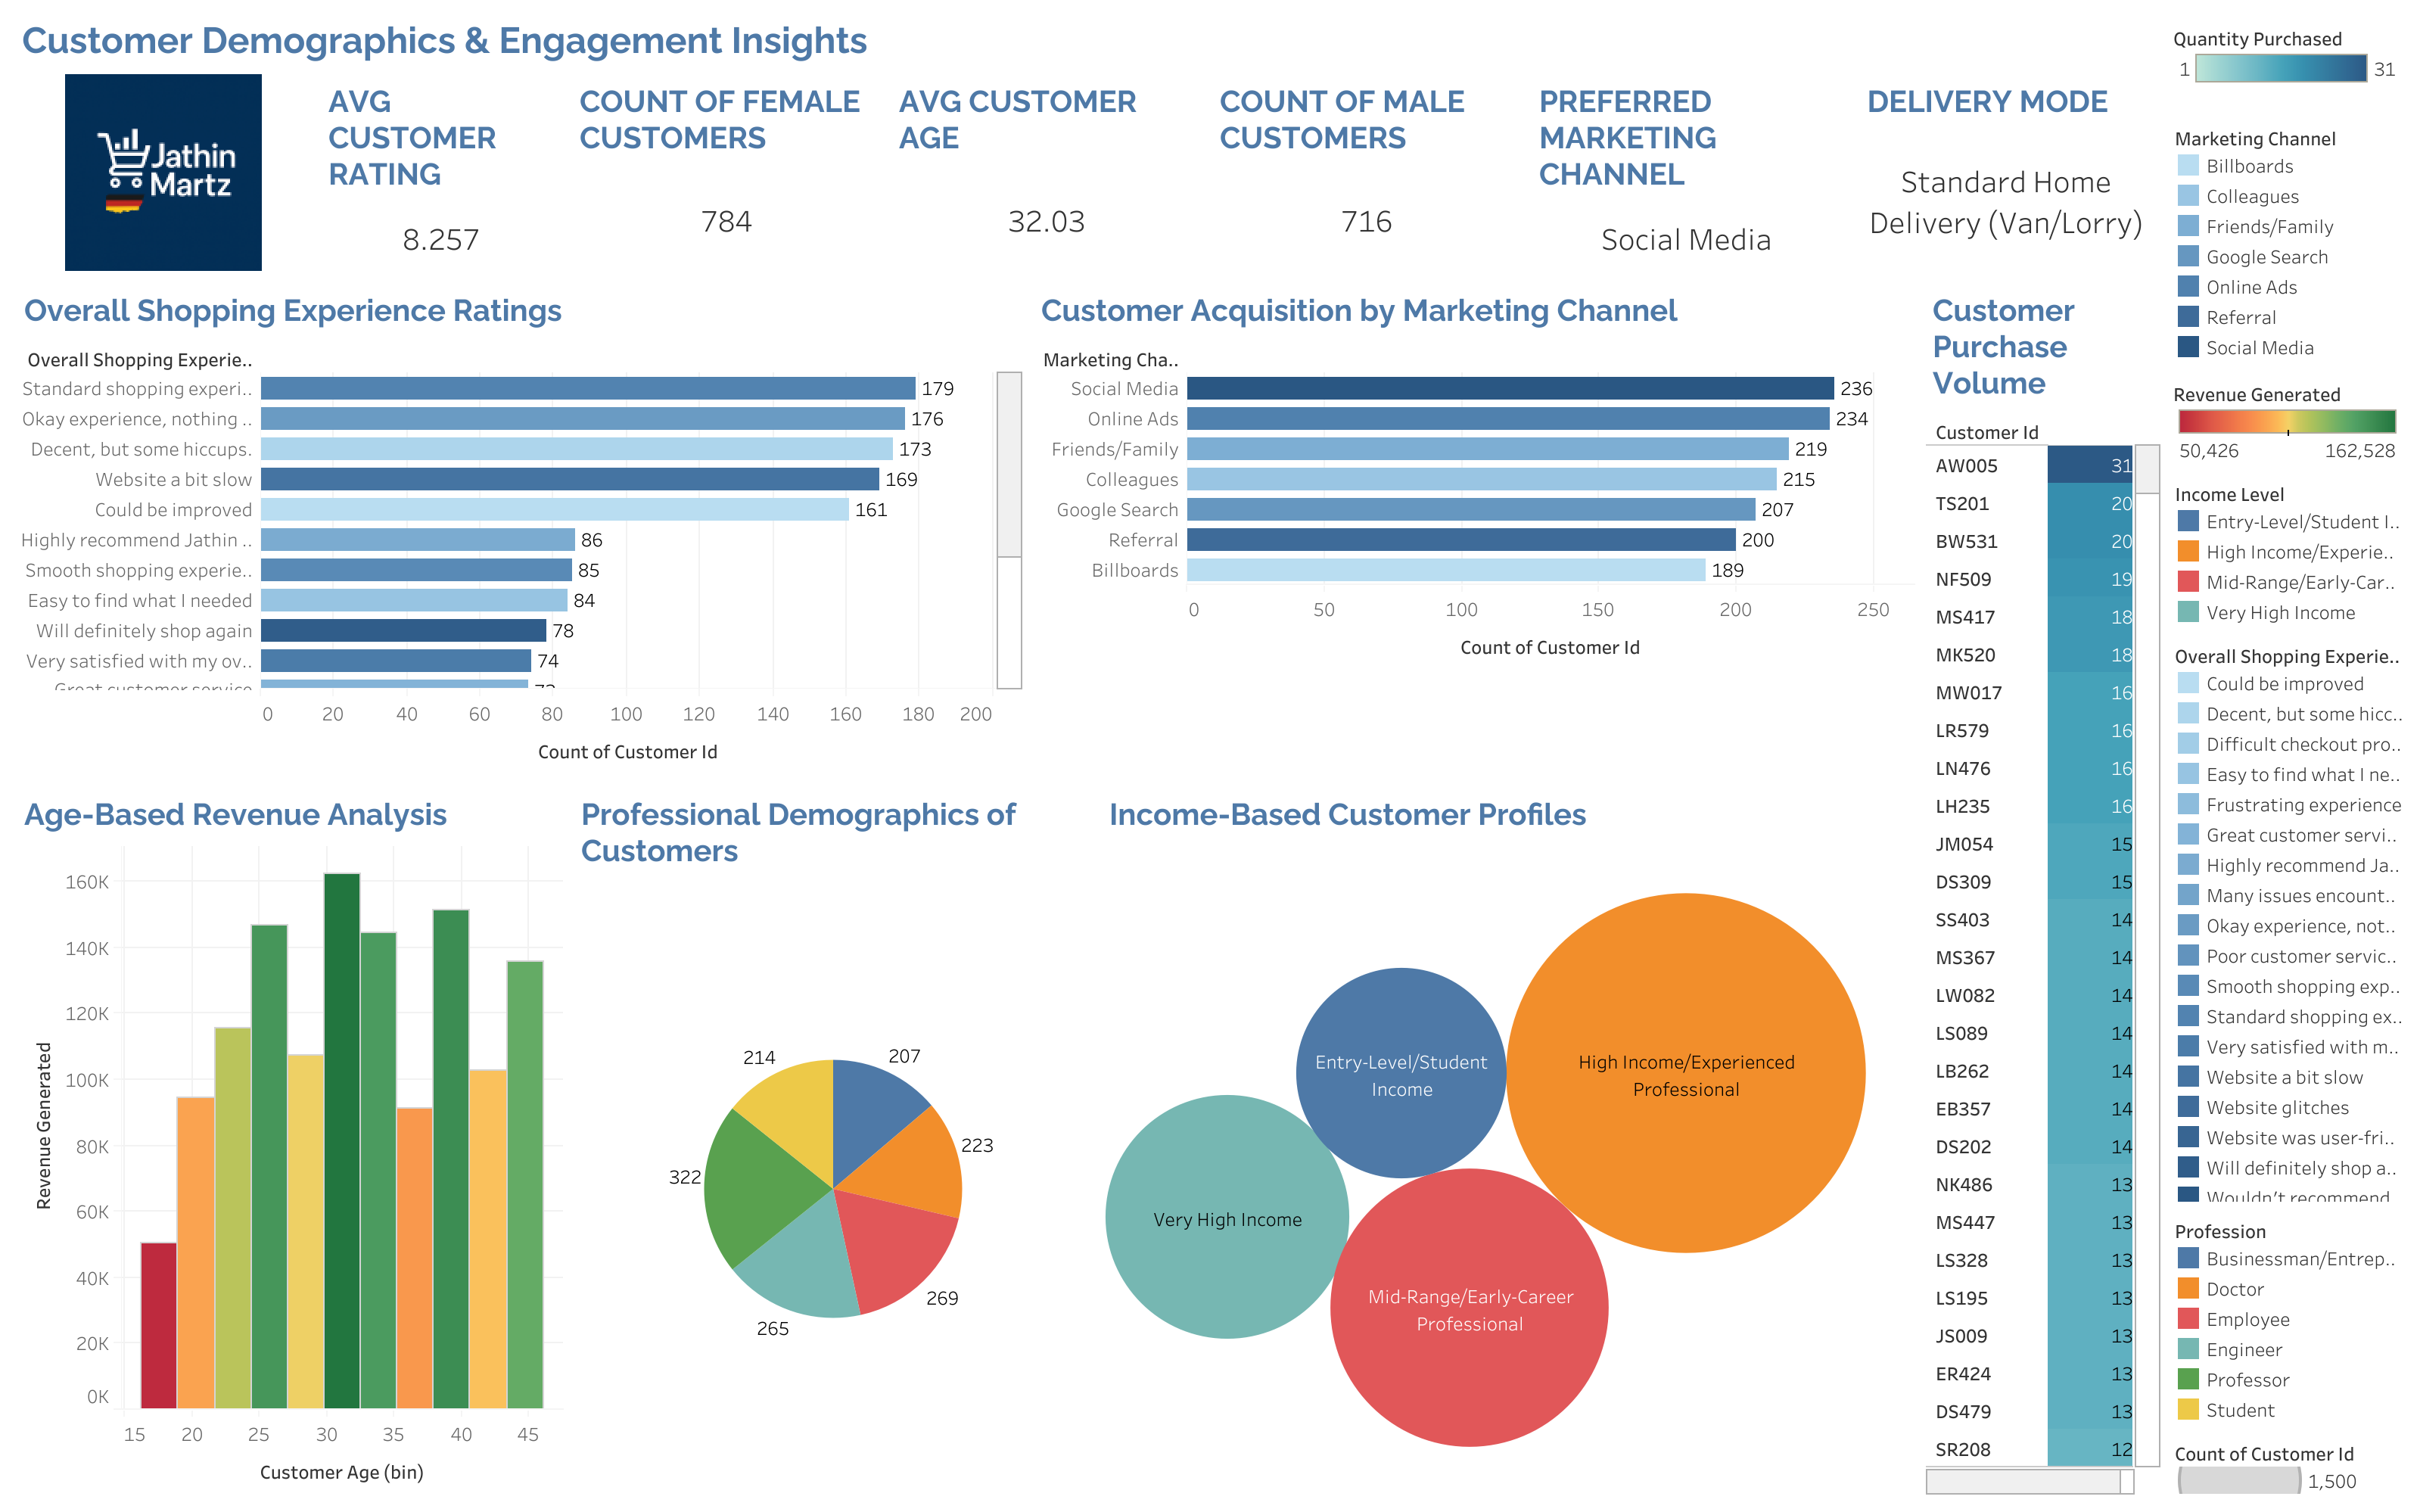 Customer Demographics & Engagement Insights
Jathin
Martz
AVG
CUSTOMER
RATING
8.257
COUNT OF FEMALE
CUSTOMERS
784
AVG CUSTOMER
AGE
32.03
COUNT OF MALE
CUSTOMERS
716
PREFERRED
MARKETING
CHANNEL
Social Media
DELIVERY MODE
Standard Home
Delivery (Van/Lorry)
Overall Shopping Experience Ratings
Overall Shopping Experie..
Standard shopping experi.. 179
Okay experience, nothing .. 176
Decent, but some hiccups. 173
Website a bit slow 169
Could be improved 161
Highly recommend Jathin .. 86
Smooth shopping experie.. 85
Easy to find what I needed 84
Will definitely shop again 78
Very satisfied with my ov.. 74
Great customer service
0 20 40 60 80 100 120 140 160 180 200
Count of Customer Id
Customer Acquisition by Marketing Channel
Marketing Cha..
Social Media 236
Online Ads 234
Friends/Family 219
Colleagues 215
Google Search 207
Referral 200
Billboards 189
0 50 100 150 200 250
Count of Customer Id
Age-Based Revenue Analysis
Revenue Generated
160K
140K
120K
100K
80K
60K
40K
20K
0K
15 20 25 30 35 40 45
Customer Age (bin)
Professional Demographics of
Customers
214
207
223
322
269
265
Income-Based Customer Profiles
Entry-Level/Student
Income
High Income/Experienced
Professional
Very High Income
Mid-Range/Early-Career
Professional
Customer
Purchase
Volume
Customer Id
AW005 31
TS201 20
BW531 20
NF509 19
MS417 18
MK520 18
MW017 16
LR579 16
LN476 16
LH235 16
JM054 15
DS309 15
SS403 14
MS367 14
LW082 14
LS089 14
LB262 14
EB357 14
DS202 14
NK486 13
MS447 13
LS328 13
LS195 13
JS009 13
ER424 13
DS479 13
SR208 12
Quantity Purchased
1 31
Marketing Channel
Billboards
Colleagues
Friends/Family
Google Search
Online Ads
Referral
Social Media
Revenue Generated
50,426 162,528
Income Level
Entry-Level/Student I..
High Income/Experie..
Mid-Range/Early-Car..
Very High Income
Overall Shopping Experie..
Could be improved
Decent, but some hicc..
Difficult checkout pro..
Easy to find what I ne..
Frustrating experience
Great customer servi..
Highly recommend Ja..
Many issues encount..
Okay experience, not..
Poor customer servic..
Smooth shopping exp..
Standard shopping ex..
Very satisfied with m..
Website a bit slow
Website glitches
Website was user-fri..
Will definitely shop a..
Wouldn't recommend
Profession
Businessman/Entrep..
Doctor
Employee
Engineer
Professor
Student
Count of Customer Id
1,500